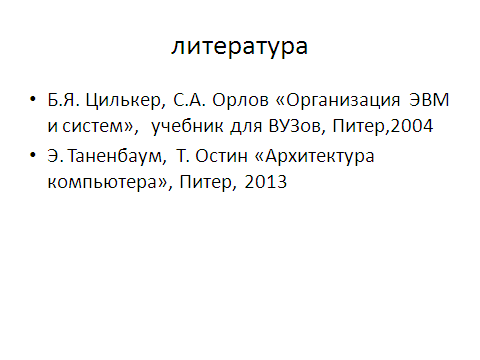 литература
• Б.Я. Цилькер, С.А. Орлов «Организация ЭВМ
и систем», учебник для ВУЗов, Питер,2004
• Э. Таненбаум, Т. Остин «Архитектура
компьютера», Питер, 2013